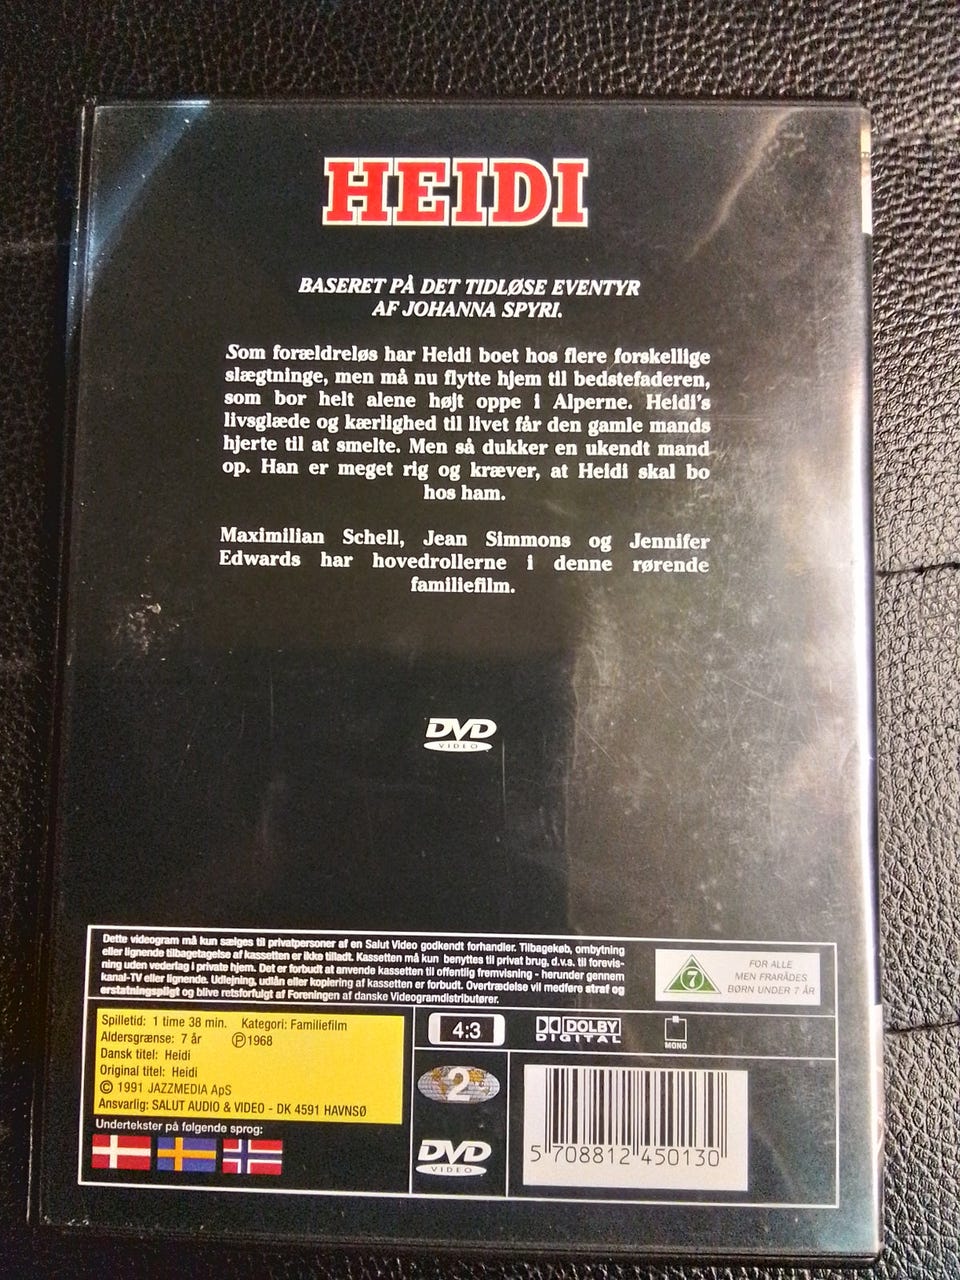 HEIDI
BASERET PÅ DET TIDLØSE EVENTYR
AF JOHANNA SPYRI.
Som forældreløs har Heidi boet hos flere forskellige
slægtninge, men må nu flytte hjem til bedstefaderen,
som bor helt alene højt oppe i Alperne. Heidi's
livsglæde og kærlighed til livet får den gamle mands
hjerte til at smelte. Men så dukker en ukendt mand
op. Han er meget rig og kræver, at Heidi skal bo
hos ham.
Maximilian Schell, Jean Simmons og Jennifer
Edwards har hovedrollerne i denne rørende
familiefilm.
DVD
VIDEO
Dette videogram må kun sælges til privatpersoner af en Salut Video godkendt forhandler. Tilbagekøb, ombytning
eller lignende tilbagetagelse af kassetten er ikke tilladt. Kassetten må kun benyttes til privat brug, d.v.s. til forevis-
ning uden vederlag i private hjem. Det er forbudt at anvende kassetten til offentlig fremvisning - herunder gennem
kanal-TV eller lignende. Udlejning, udlån eller kopiering af kassetten er forbudt. Overtrædelse vil medføre straf og
erstatningspligt og blive retsforfulgt af Foreningen af danske Videogramdistributører.
7
FOR ALLE
MEN FRARÅDES
BØRN UNDER 7 ÅR
Spilletid: 1 time 38 min. Kategori: Familiefilm
Aldersgrænse: 7 år Ⓟ1968
Dansk titel: Heidi
Original titel: Heidi
© 1991 JAZZMEDIA ApS
Ansvarlig: SALUT AUDIO & VIDEO - DK 4591 HAVNSØ
Undertekster på følgende sprog:
4:3
DOLBY
DIGITAL
MONO
2
DVD
VIDEO
5 708812 450130